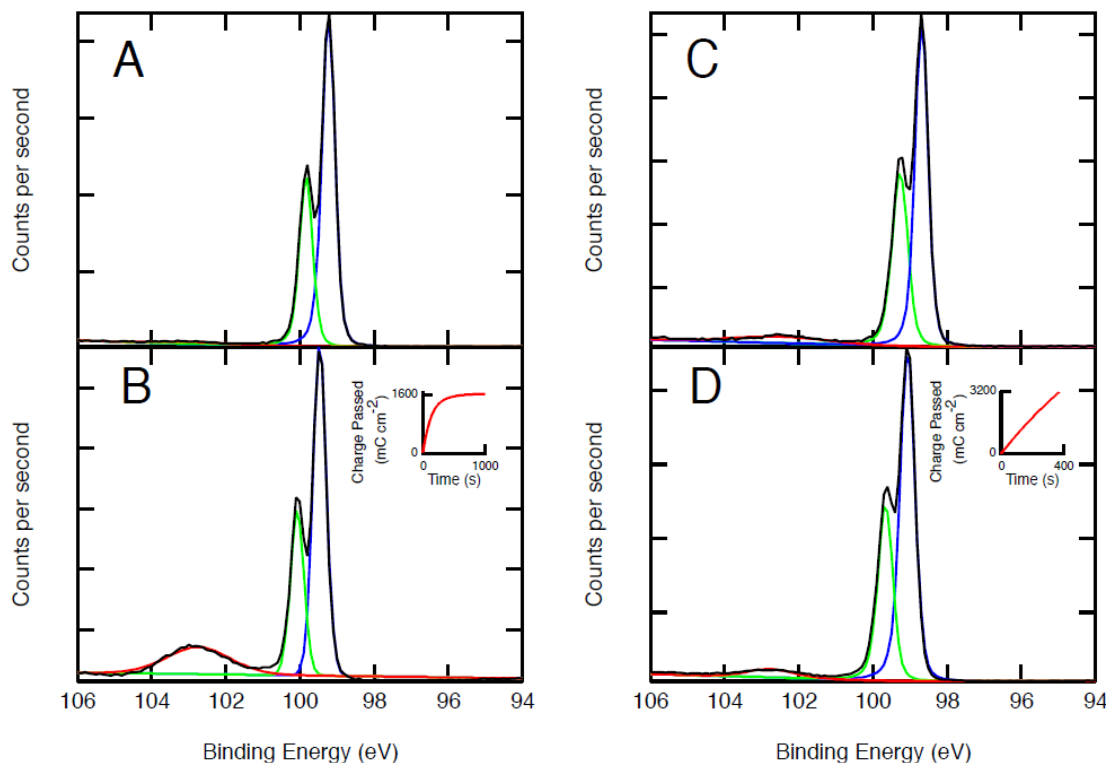 A
Counts per second
C
Counts per second
B
Counts per second
Charge Passed
(mC cm-2)
1600
0
0
1000
Time (s)
D
Counts per second
Charge Passed
(mC cm-2)
3200
0
0
400
Time (s)
106 104 102 100 98 96 94
Binding Energy (eV)
106 104 102 100 98 96 94
Binding Energy (eV)